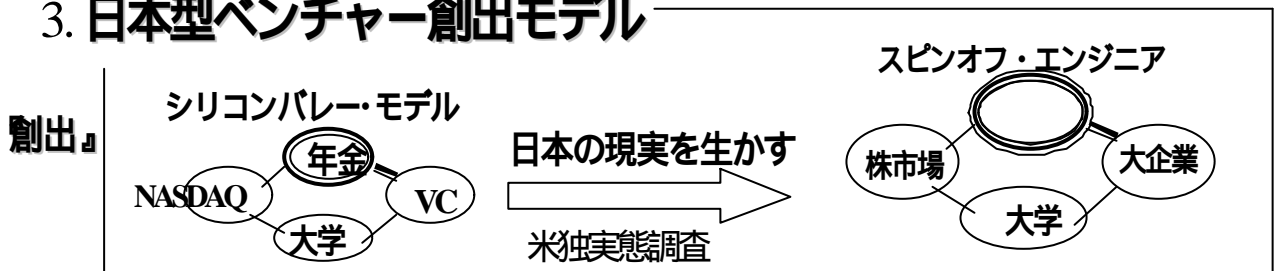 3. 日本型ベンチャー創出モデル
創出』
シリコンバレー・モデル
年金
NASDAQ
VC
大学
日本の現実を生かす
米独実態調査
スピンオフ・エンジニア
株市場
大企業
大学